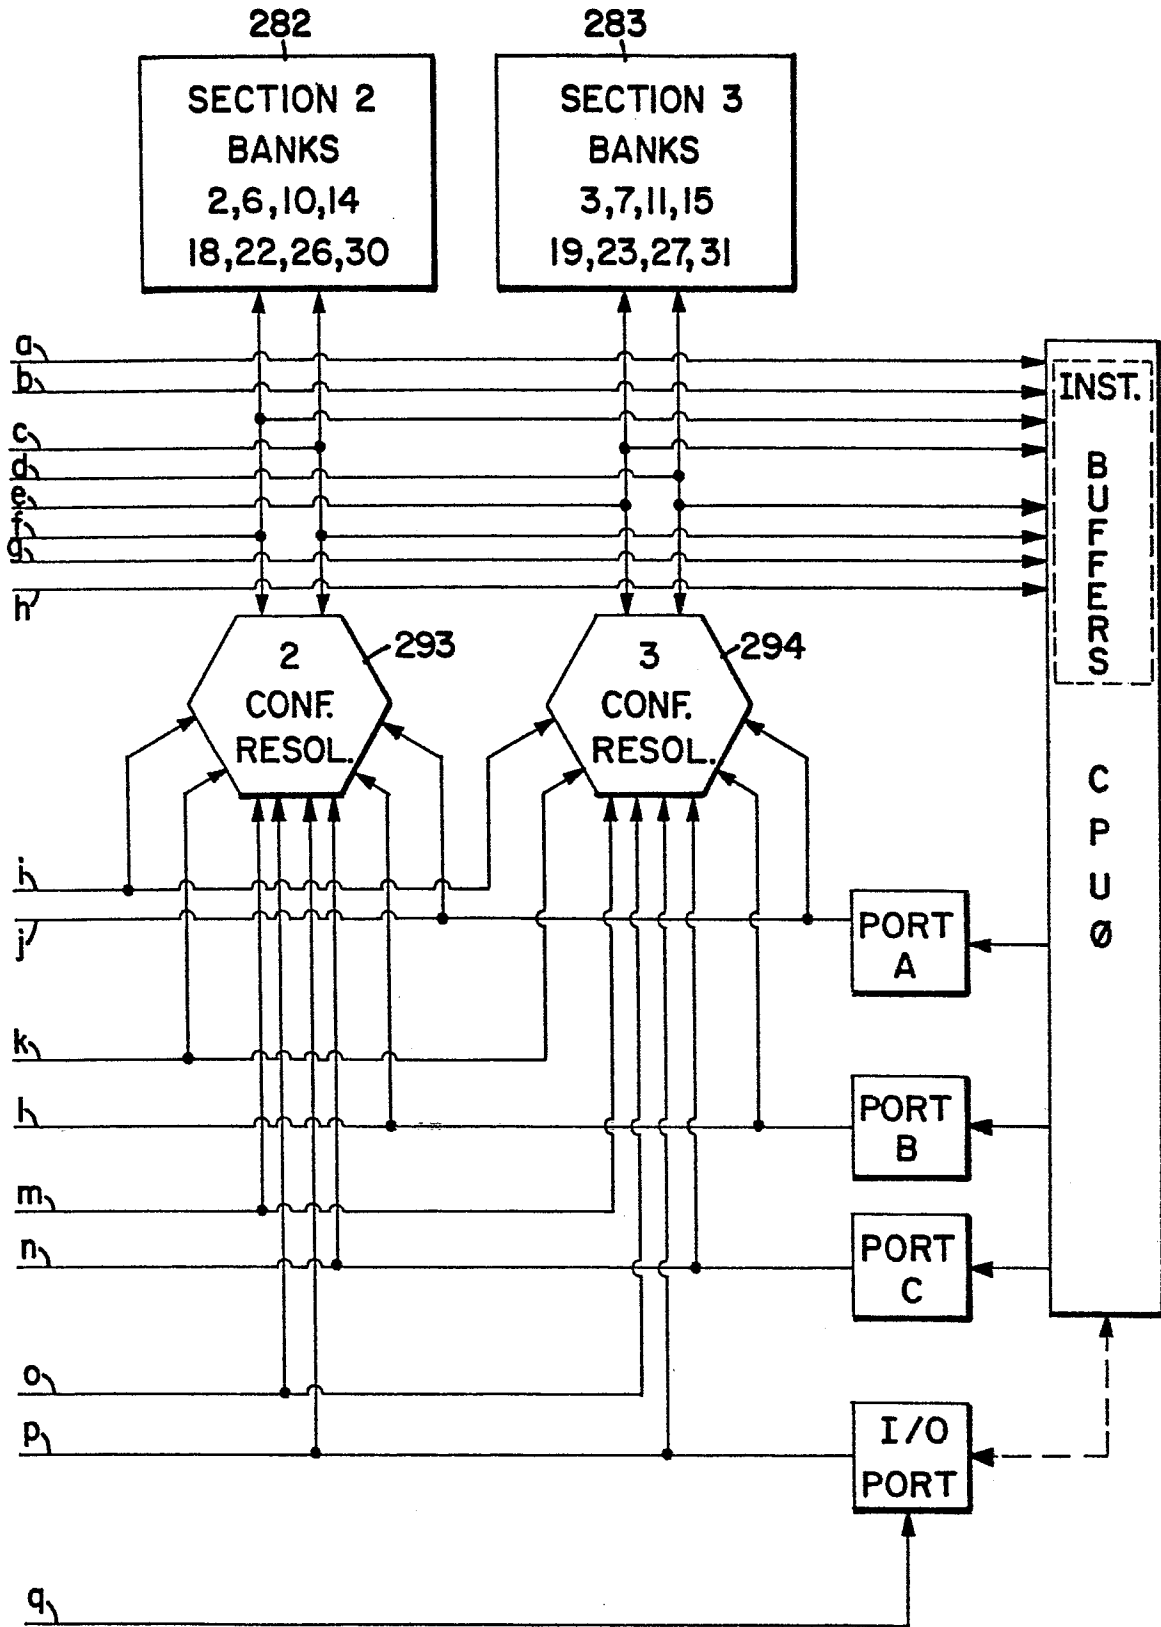 282
283
SECTION 2
BANKS
2,6,10,14
18,22,26,30
SECTION 3
BANKS
3,7,11,15
19,23,27,31
a
b
c
d
e
f
g
h
INST.
BUFFERS
CPUØ
2
CONF.
RESOL.
293
3
CONF.
RESOL.
294
i
j
PORT
A
k
l
PORT
B
m
n
PORT
C
o
p
I/O
PORT
q